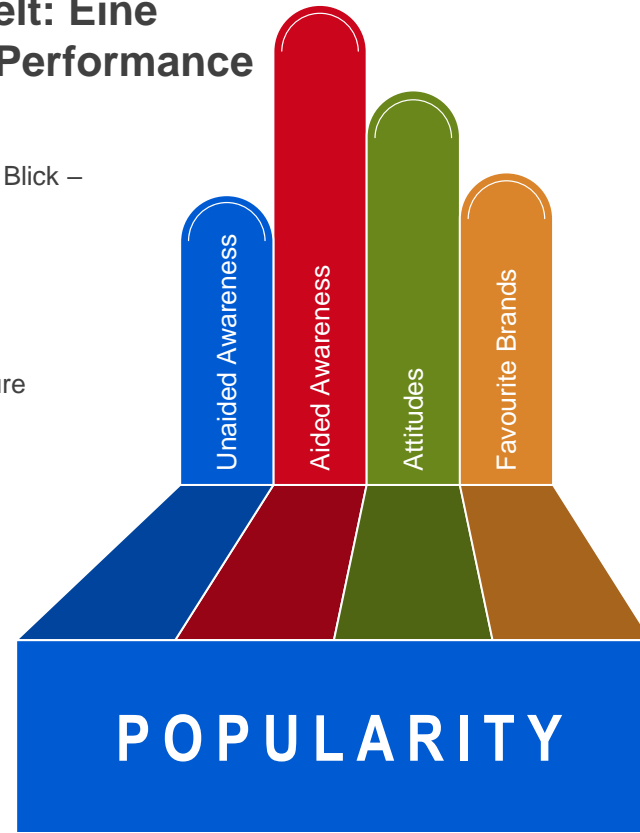 elt: Eine
Performance
Blick –
ure
Unaided Awareness
Aided Awareness
Attitudes
Favourite Brands
POPULARITY